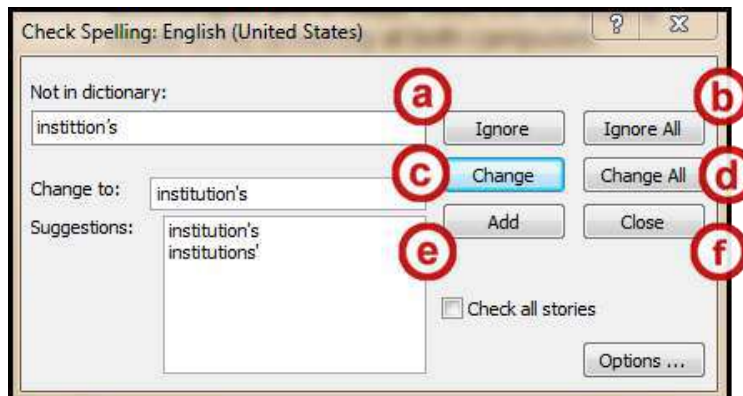 Check Spelling: English (United States)
? X
Not in dictionary:
instittion's
a
Ignore
b
Ignore All
Change to:
institution's
c
Change
Change All
d
Suggestions:
institution's
institutions'
e
Add
Close
f
Check all stories
Options ...